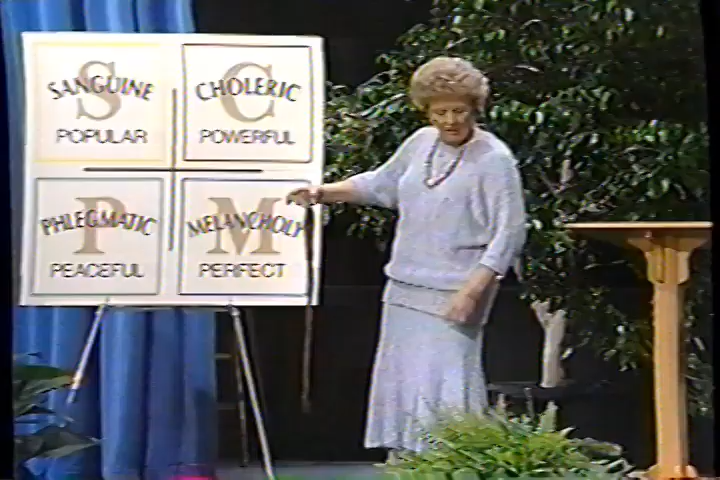 S
SANGUINE
POPULAR
C
CHOLERIC
POWERFUL
P
PHLEGMATIC
PEACEFUL
M
MELANCHOLY
PERFECT